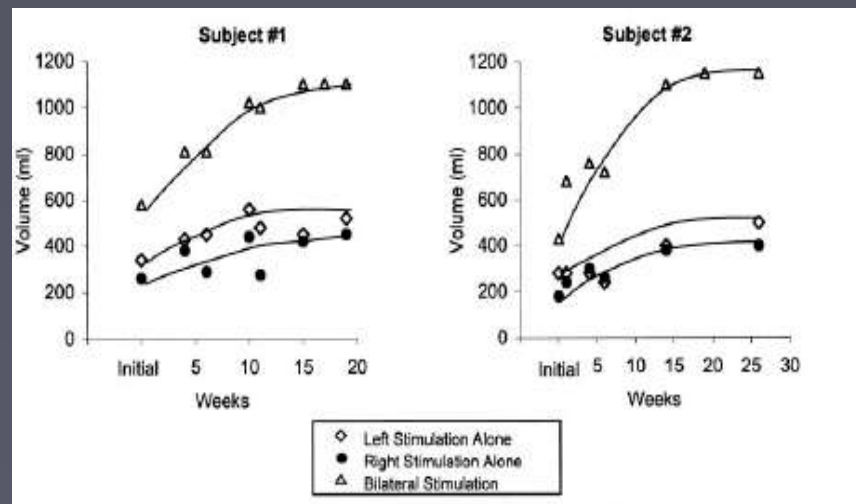 Subject #1
1200
1000
800
600
400
200
0
Volume (ml)
Initial 5 10 15 20
Weeks
Subject #2
1200
1000
800
600
400
200
0
Volume (ml)
Initial 5 10 15 20 25 30
Weeks
Left Stimulation Alone
Right Stimulation Alone
Bilateral Stimulation